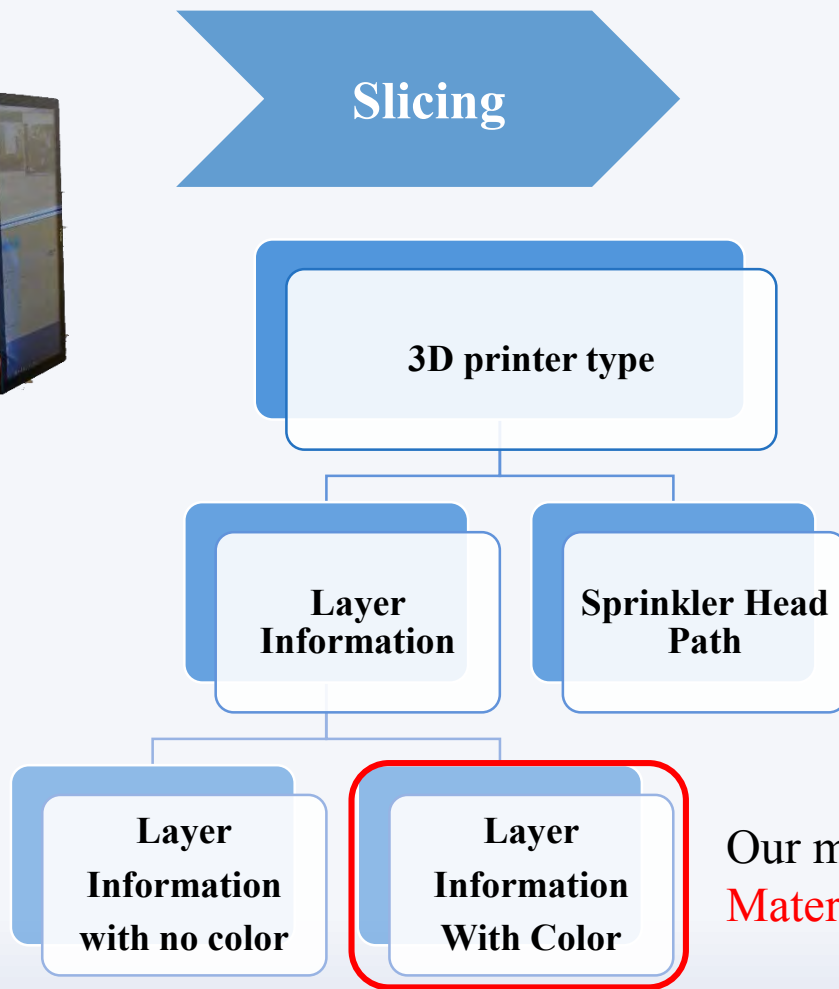 Slicing
3D printer type
Layer
Information
Sprinkler Head
Path
Layer
Information
with no color
Layer
Information
With Color
Our